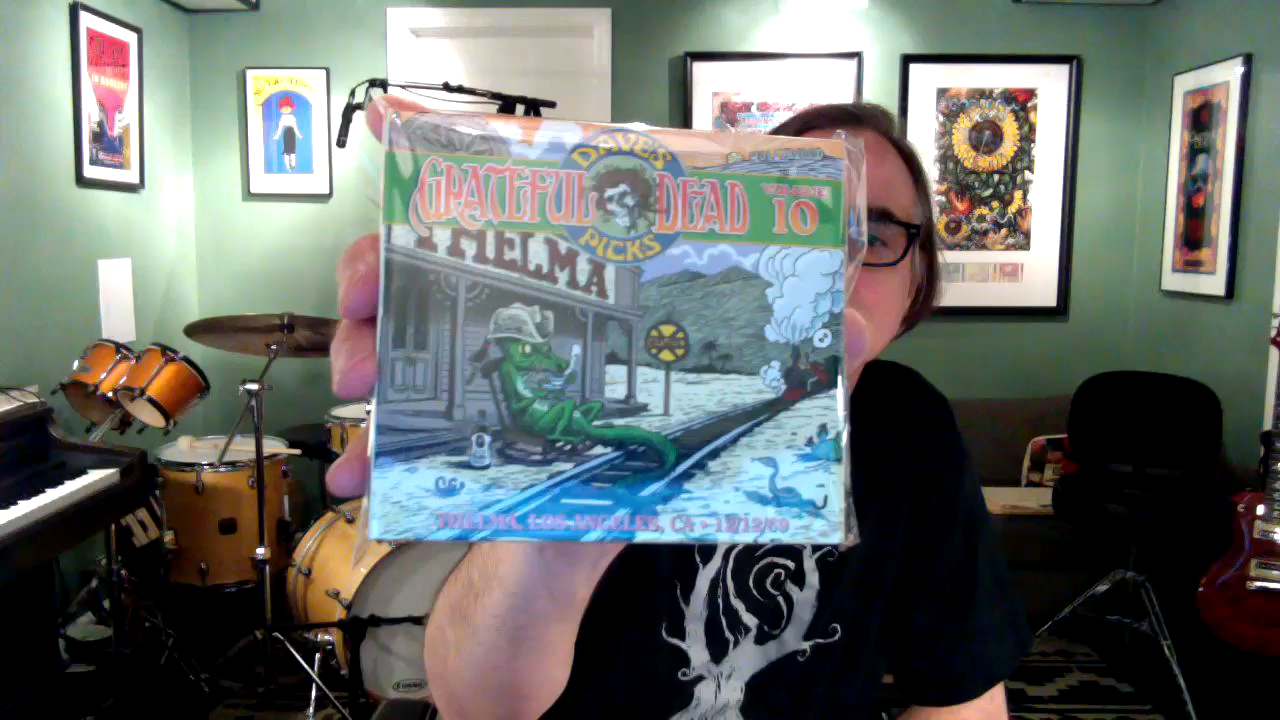 DAVE'S
GRATEFUL DEAD
VOLUME
10
PICKS
THELMA
THELMA, LOS ANGELES, CA • 12/12/69